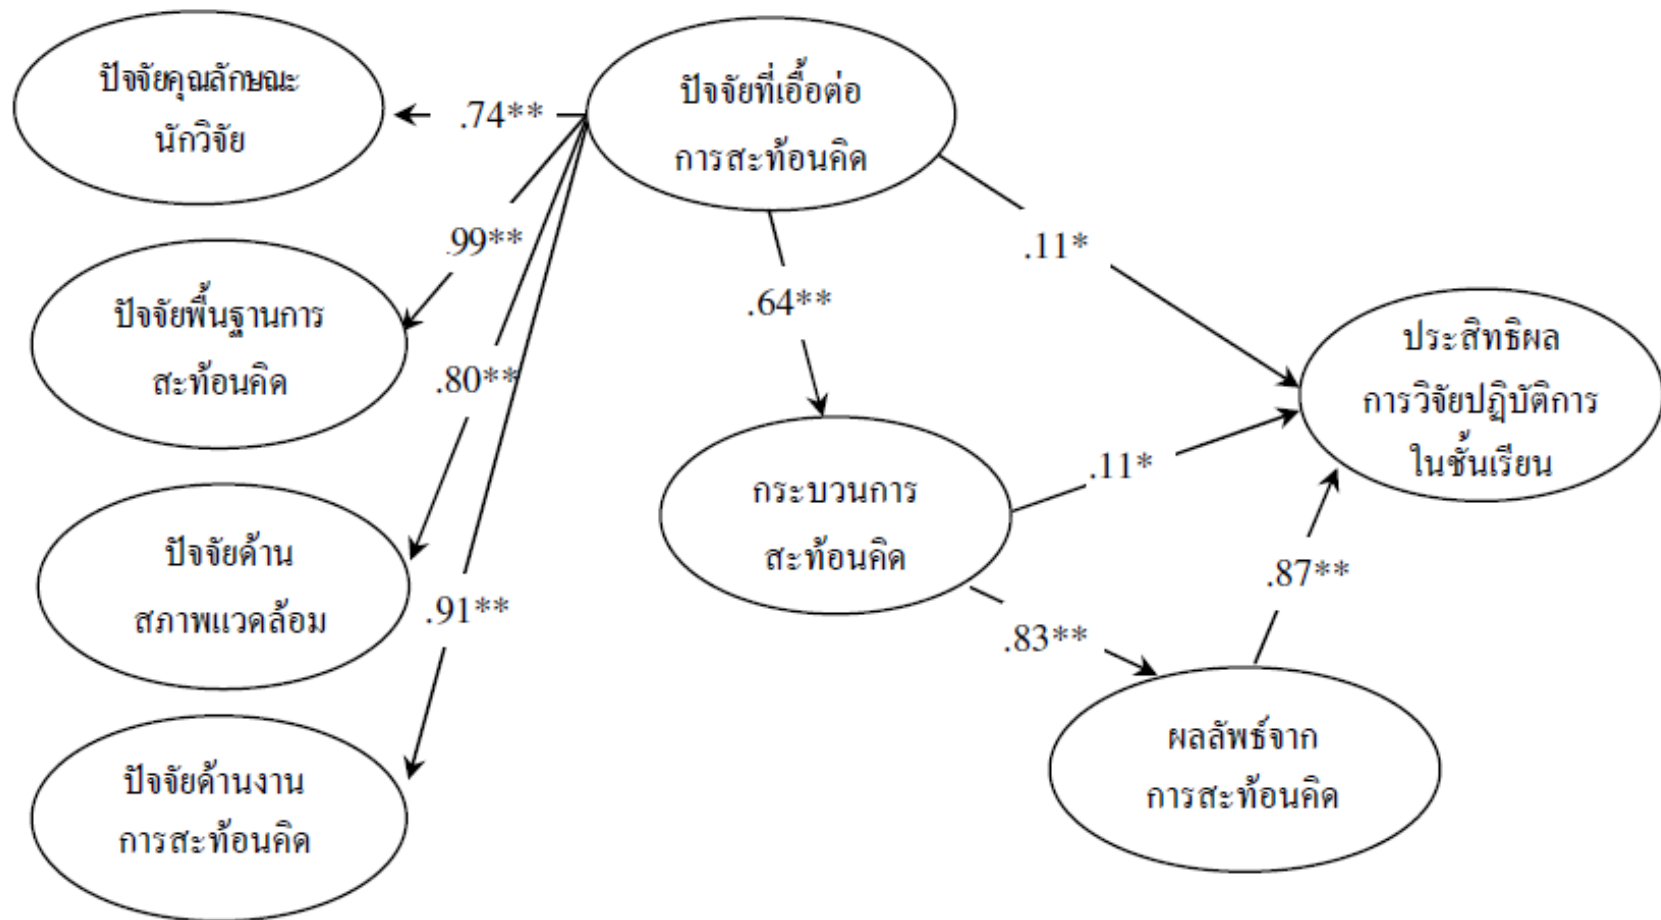 ปัจจัยคุณลักษณะ
นักวิจัย
.74**
ปัจจัยที่เอื้อต่อ
การสะท้อนคิด
.99**
.11*
ปัจจัยพื้นฐานการ
สะท้อนคิด
.64**
.80**
ประสิทธิผล
การวิจัยปฏิบัติการ
ในชั้นเรียน
กระบวนการ
สะท้อนคิด
.11*
ปัจจัยด้าน
สภาพแวดล้อม
.91**
.87**
.83**
ปัจจัยด้านงาน
การสะท้อนคิด
ผลลัพธ์จาก
การสะท้อนคิด